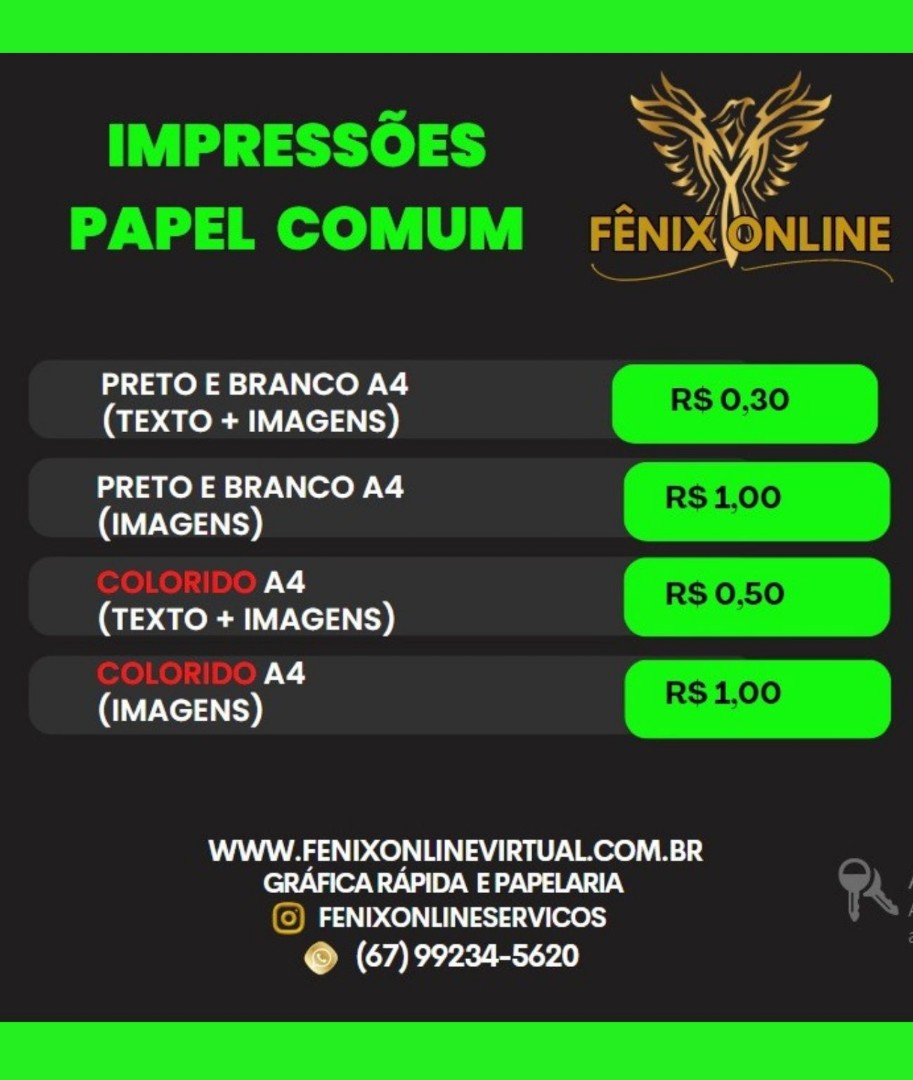 IMPRESSÕES
PAPEL COMUM
FÊNIX ONLINE
PRETO E BRANCO A4
(TEXTO + IMAGENS)
R$ 0,30
PRETO E BRANCO A4
(IMAGENS)
R$ 1,00
COLORIDO A4
(TEXTO + IMAGENS)
R$ 0,50
COLORIDO A4
(IMAGENS)
R$ 1,00
WWW.FENIXONLINEVIRTUAL.COM.BR
GRÁFICA RÁPIDA E PAPELARIA
FENIXONLINESERVICOS
(67) 99234-5620